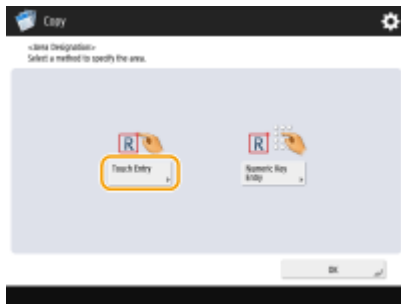 Copy
<Area Designation>
Select a method to specify the area.
R
R
Touch Entry
Numeric Key
Entry
OK